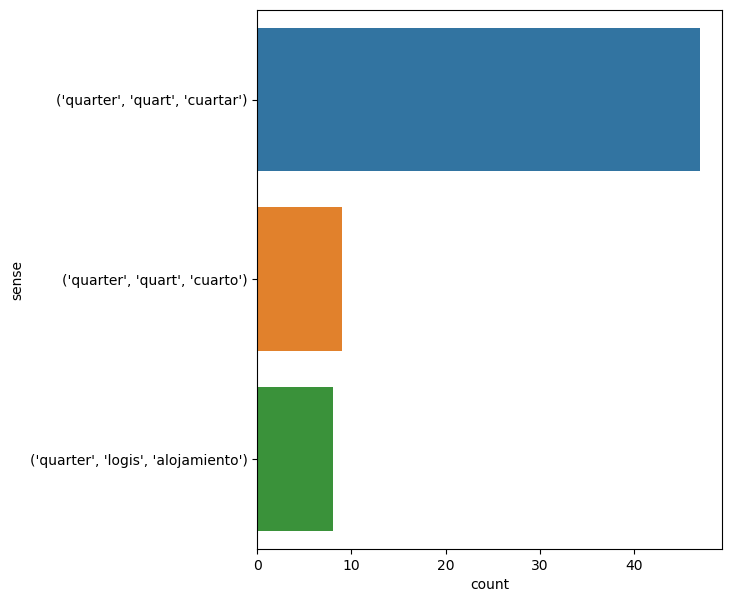 ('quarter', 'quart', 'cuartar')
('quarter', 'quart', 'cuarto')
('quarter', 'logis', 'alojamiento')
sense
0 10 20 30 40
count